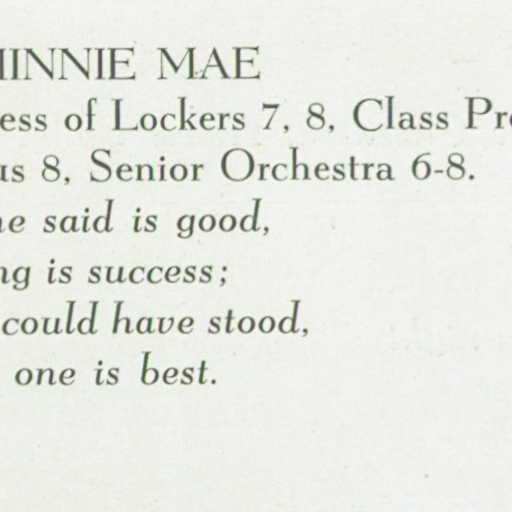 INNIE MAE
ess of Lockers 7, 8, Class Pr
us 8, Senior Orchestra 6-8.
e said is good,
ng is success;
could have stood,
one is best.